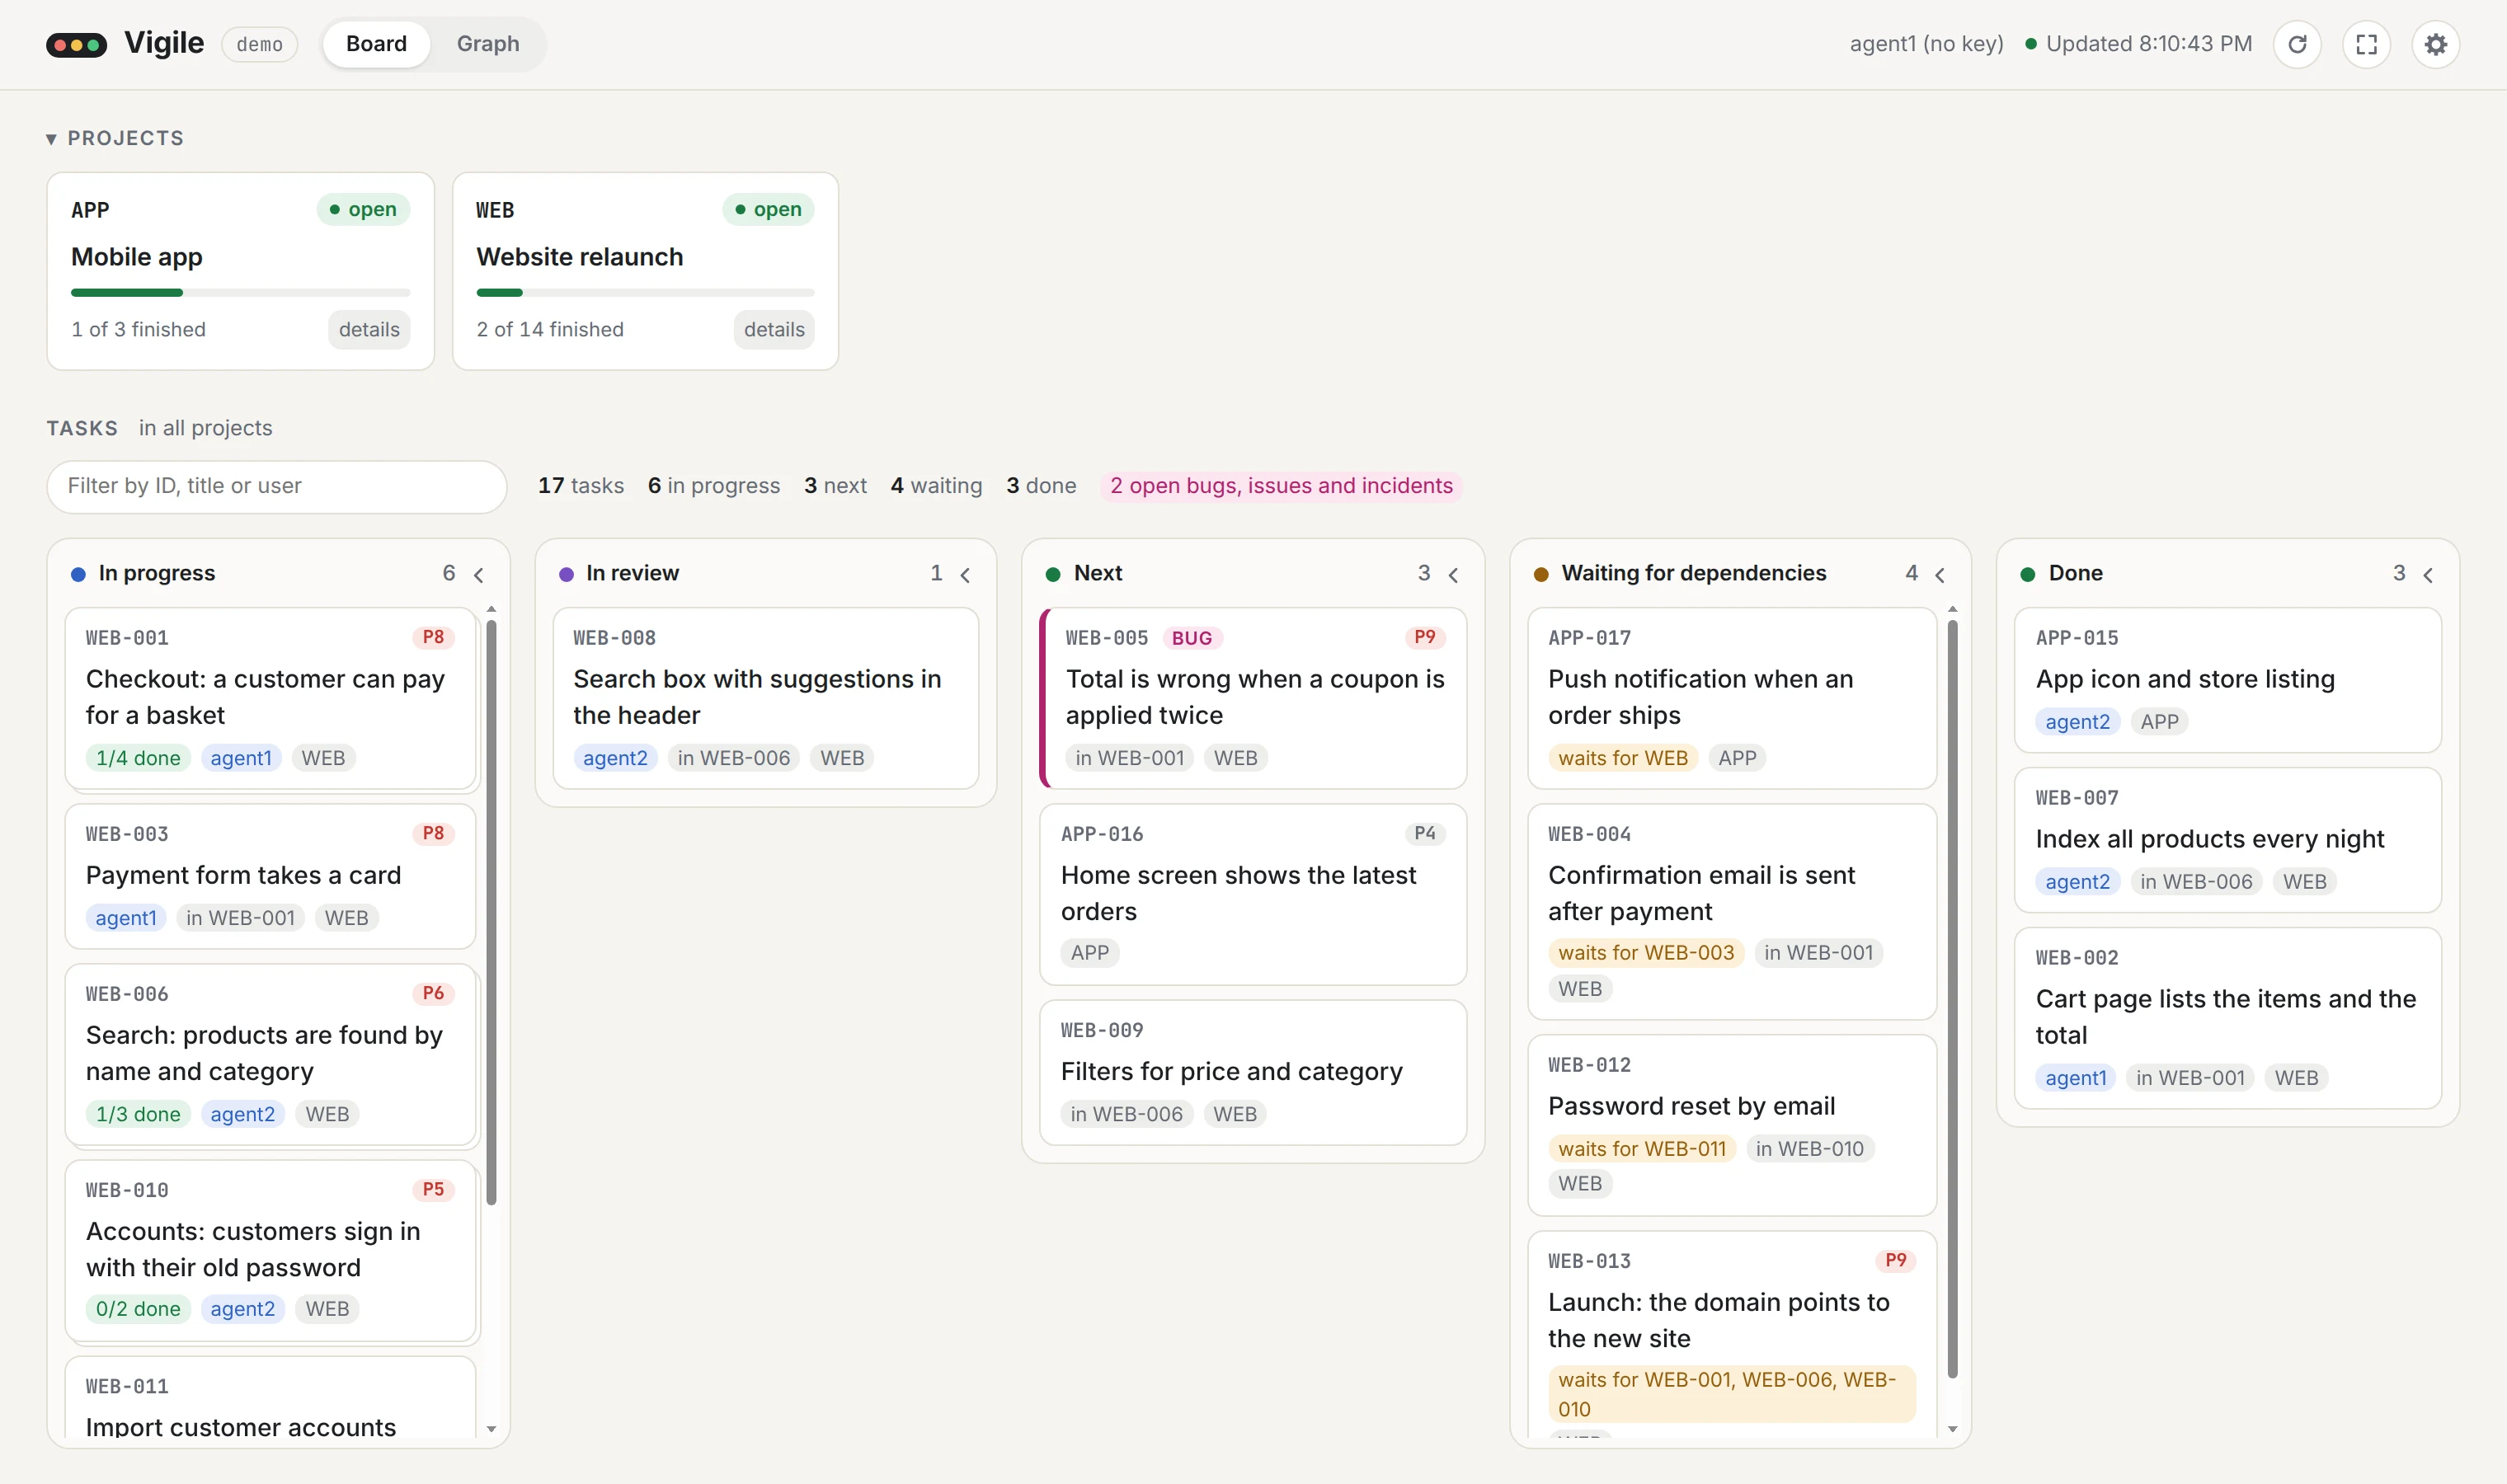 Vigile
demo
Board
Graph
agent1 (no key)
Updated 8:10:43 PM
▾ PROJECTS
APP
open
Mobile app
1 of 3 finished
details
WEB
open
Website relaunch
2 of 14 finished
details
TASKS in all projects
Filter by ID, title or user
17 tasks 6 in progress 3 next 4 waiting 3 done 2 open bugs, issues and incidents
In progress 6
WEB-001 P8
Checkout: a customer can pay
for a basket
1/4 done agent1 WEB
WEB-003 P8
Payment form takes a card
agent1 in WEB-001 WEB
WEB-006 P6
Search: products are found by
name and category
1/3 done agent2 WEB
WEB-010 P5
Accounts: customers sign in
with their old password
0/2 done agent2 WEB
WEB-011
Import customer accounts
In review 1
WEB-008
Search box with suggestions in
the header
agent2 in WEB-006 WEB
Next 3
WEB-005 BUG P9
Total is wrong when a coupon is
applied twice
in WEB-001 WEB
APP-016 P4
Home screen shows the latest
orders
APP
WEB-009
Filters for price and category
in WEB-006 WEB
Waiting for dependencies 4
APP-017
Push notification when an
order ships
waits for WEB APP
WEB-004
Confirmation email is sent
after payment
waits for WEB-003 in WEB-001
WEB
WEB-012
Password reset by email
waits for WEB-011 in WEB-010
WEB
WEB-013 P9
Launch: the domain points to
the new site
waits for WEB-001, WEB-006, WEB-
010
Done 3
APP-015
App icon and store listing
agent2 APP
WEB-007
Index all products every night
agent2 in WEB-006 WEB
WEB-002
Cart page lists the items and the
total
agent1 in WEB-001 WEB